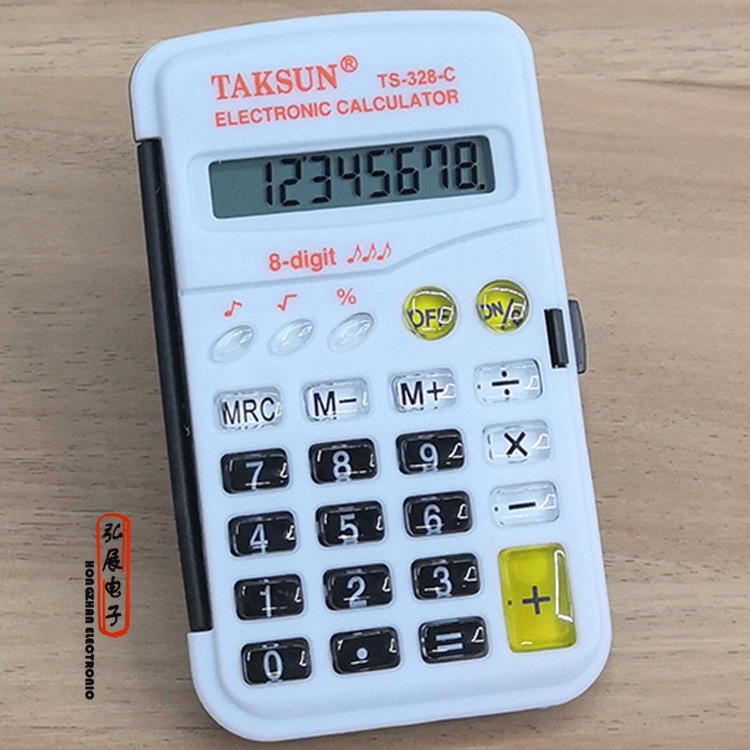 TAKSUN®
TS-328-C
ELECTRONIC CALCULATOR
12345678.
8-digit ♪♪♪
♪ √ %
OFF ON/C
MRC M− M+ ÷
7 8 9 ×
4 5 6 −
1 2 3 +
0 . =
弘展电子
HONGZHAN ELECTRONIC